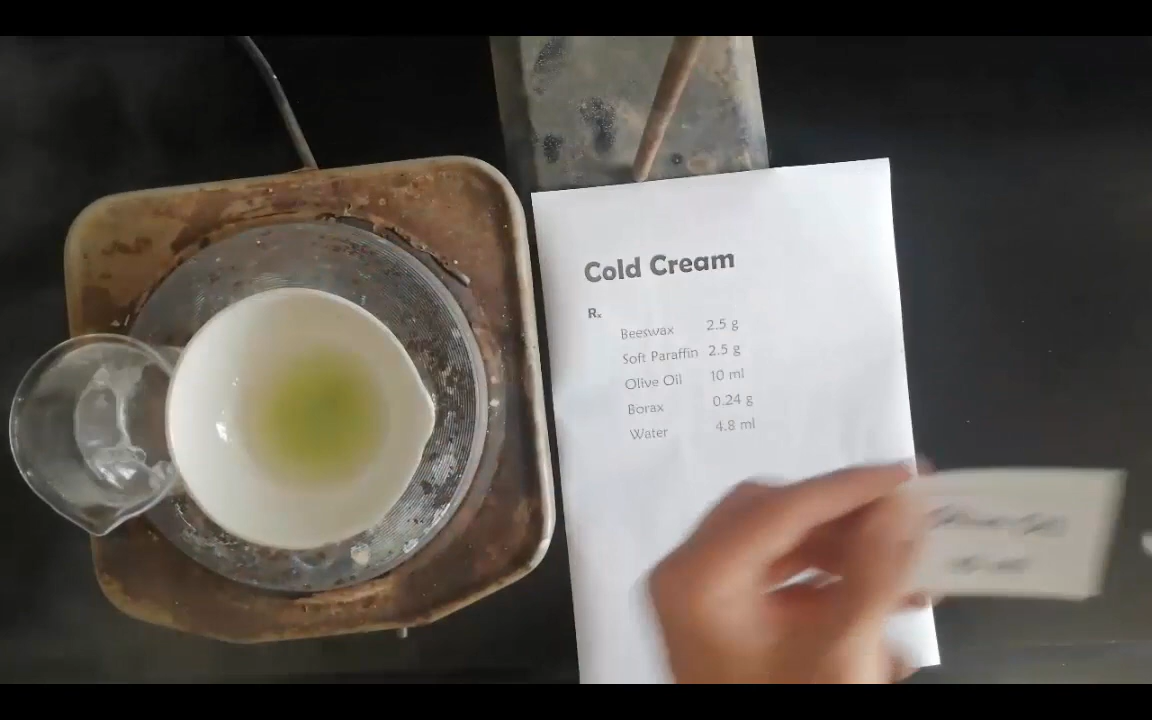 Cold Cream
Rx
Beeswax 2.5 g
Soft Paraffin 2.5 g
Olive Oil 10 ml
Borax 0.24 g
Water 4.8 ml